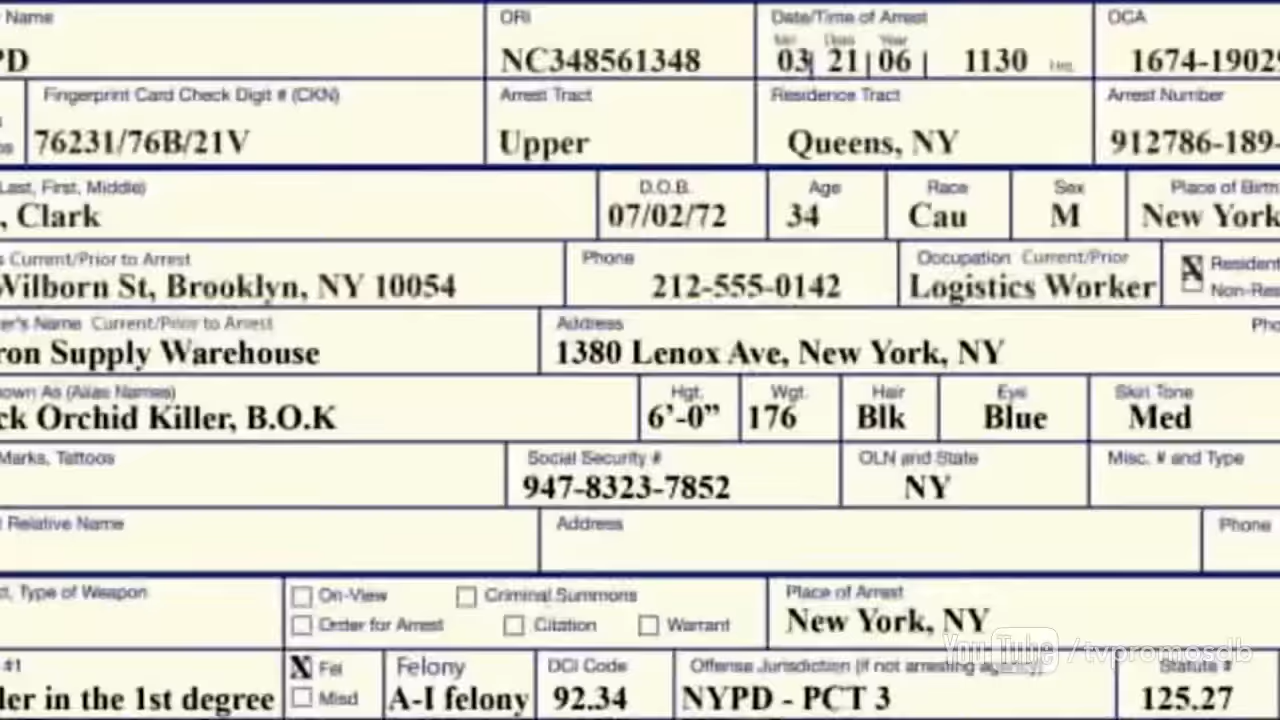 Name ORI Date/Time of Arrest OCA
PD NC348561348 03 21 06 1130 1674-1902
Fingerprint Card Check Digit # (CKN) Arrest Tract Residence Tract Arrest Number
76231/76B/21V Upper Queens, NY 912786-189-
Last, First, Middle) D.O.B. Age Race Sex Place of Birth
, Clark 07/02/72 34 Cau M New York
s Current/Prior to Arrest Phone Occupation Current/Prior X Resident
Wilborn St, Brooklyn, NY 10054 212-555-0142 Logistics Worker Non-Res
er's Name Current/Prior to Arrest Address Pho
ron Supply Warehouse 1380 Lenox Ave, New York, NY
own As (Alias Names) Hgt. Wgt. Hair Eye Skin Tone
ck Orchid Killer, B.O.K 6'-0" 176 Blk Blue Med
Marks, Tattoos Social Security # OLN and State Misc. # and Type
947-8323-7852 NY
Relative Name Address Phone
t, Type of Weapon On-View Criminal Summons Place of Arrest
Order for Arrest Citation Warrant New York, NY
YouTube /tvpromosdb
#1 X Fel Felony DCI Code Offense Jurisdiction (if not arresting agency) Statute #
der in the 1st degree Misd A-I felony 92.34 NYPD - PCT 3 125.27